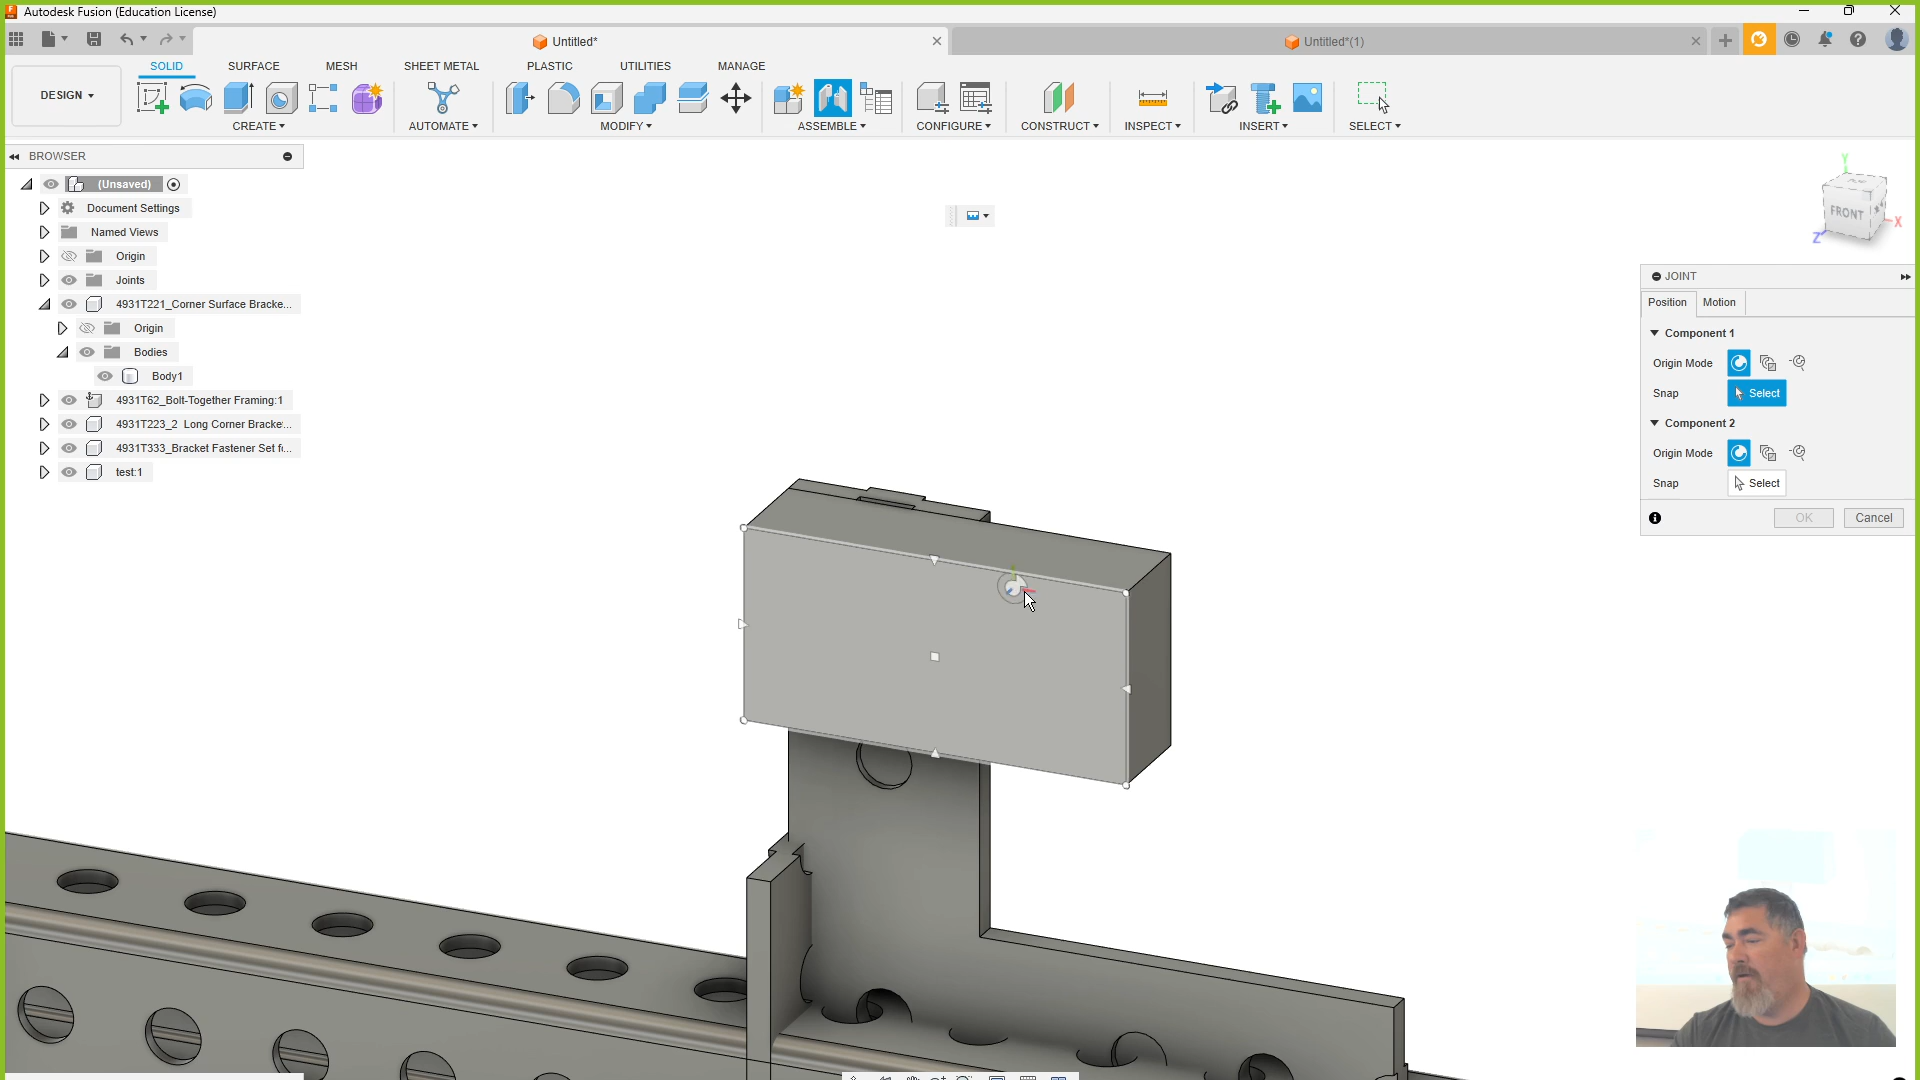 Autodesk Fusion (Education License)
Untitled*
Untitled*(1)
DESIGN
SOLID
SURFACE
MESH
SHEET METAL
PLASTIC
UTILITIES
MANAGE
CREATE
AUTOMATE
MODIFY
ASSEMBLE
CONFIGURE
CONSTRUCT
INSPECT
INSERT
SELECT
BROWSER
(Unsaved)
Document Settings
Named Views
Origin
Joints
4931T221_Corner Surface Bracke...
Origin
Bodies
Body1
4931T62_Bolt-Together Framing:1
4931T223_2 Long Corner Bracke...
4931T333_Bracket Fastener Set f...
test:1
Y
FRONT
X
Z
JOINT
Position
Motion
Component 1
Origin Mode
Snap
Select
Component 2
Origin Mode
Snap
Select
OK
Cancel